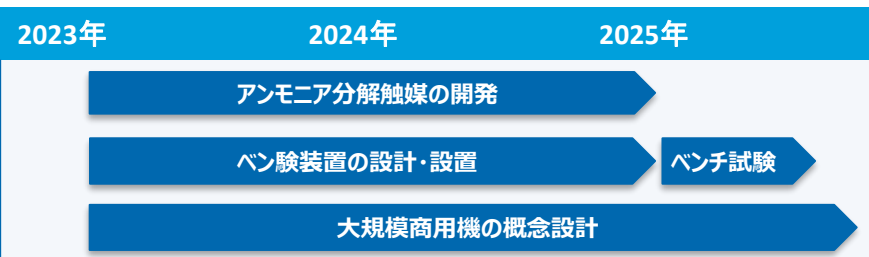 2023年 2024年 2025年
アンモニア分解触媒の開発
ベン験装置の設計・設置 ベンチ試験
大規模商用機の概念設計